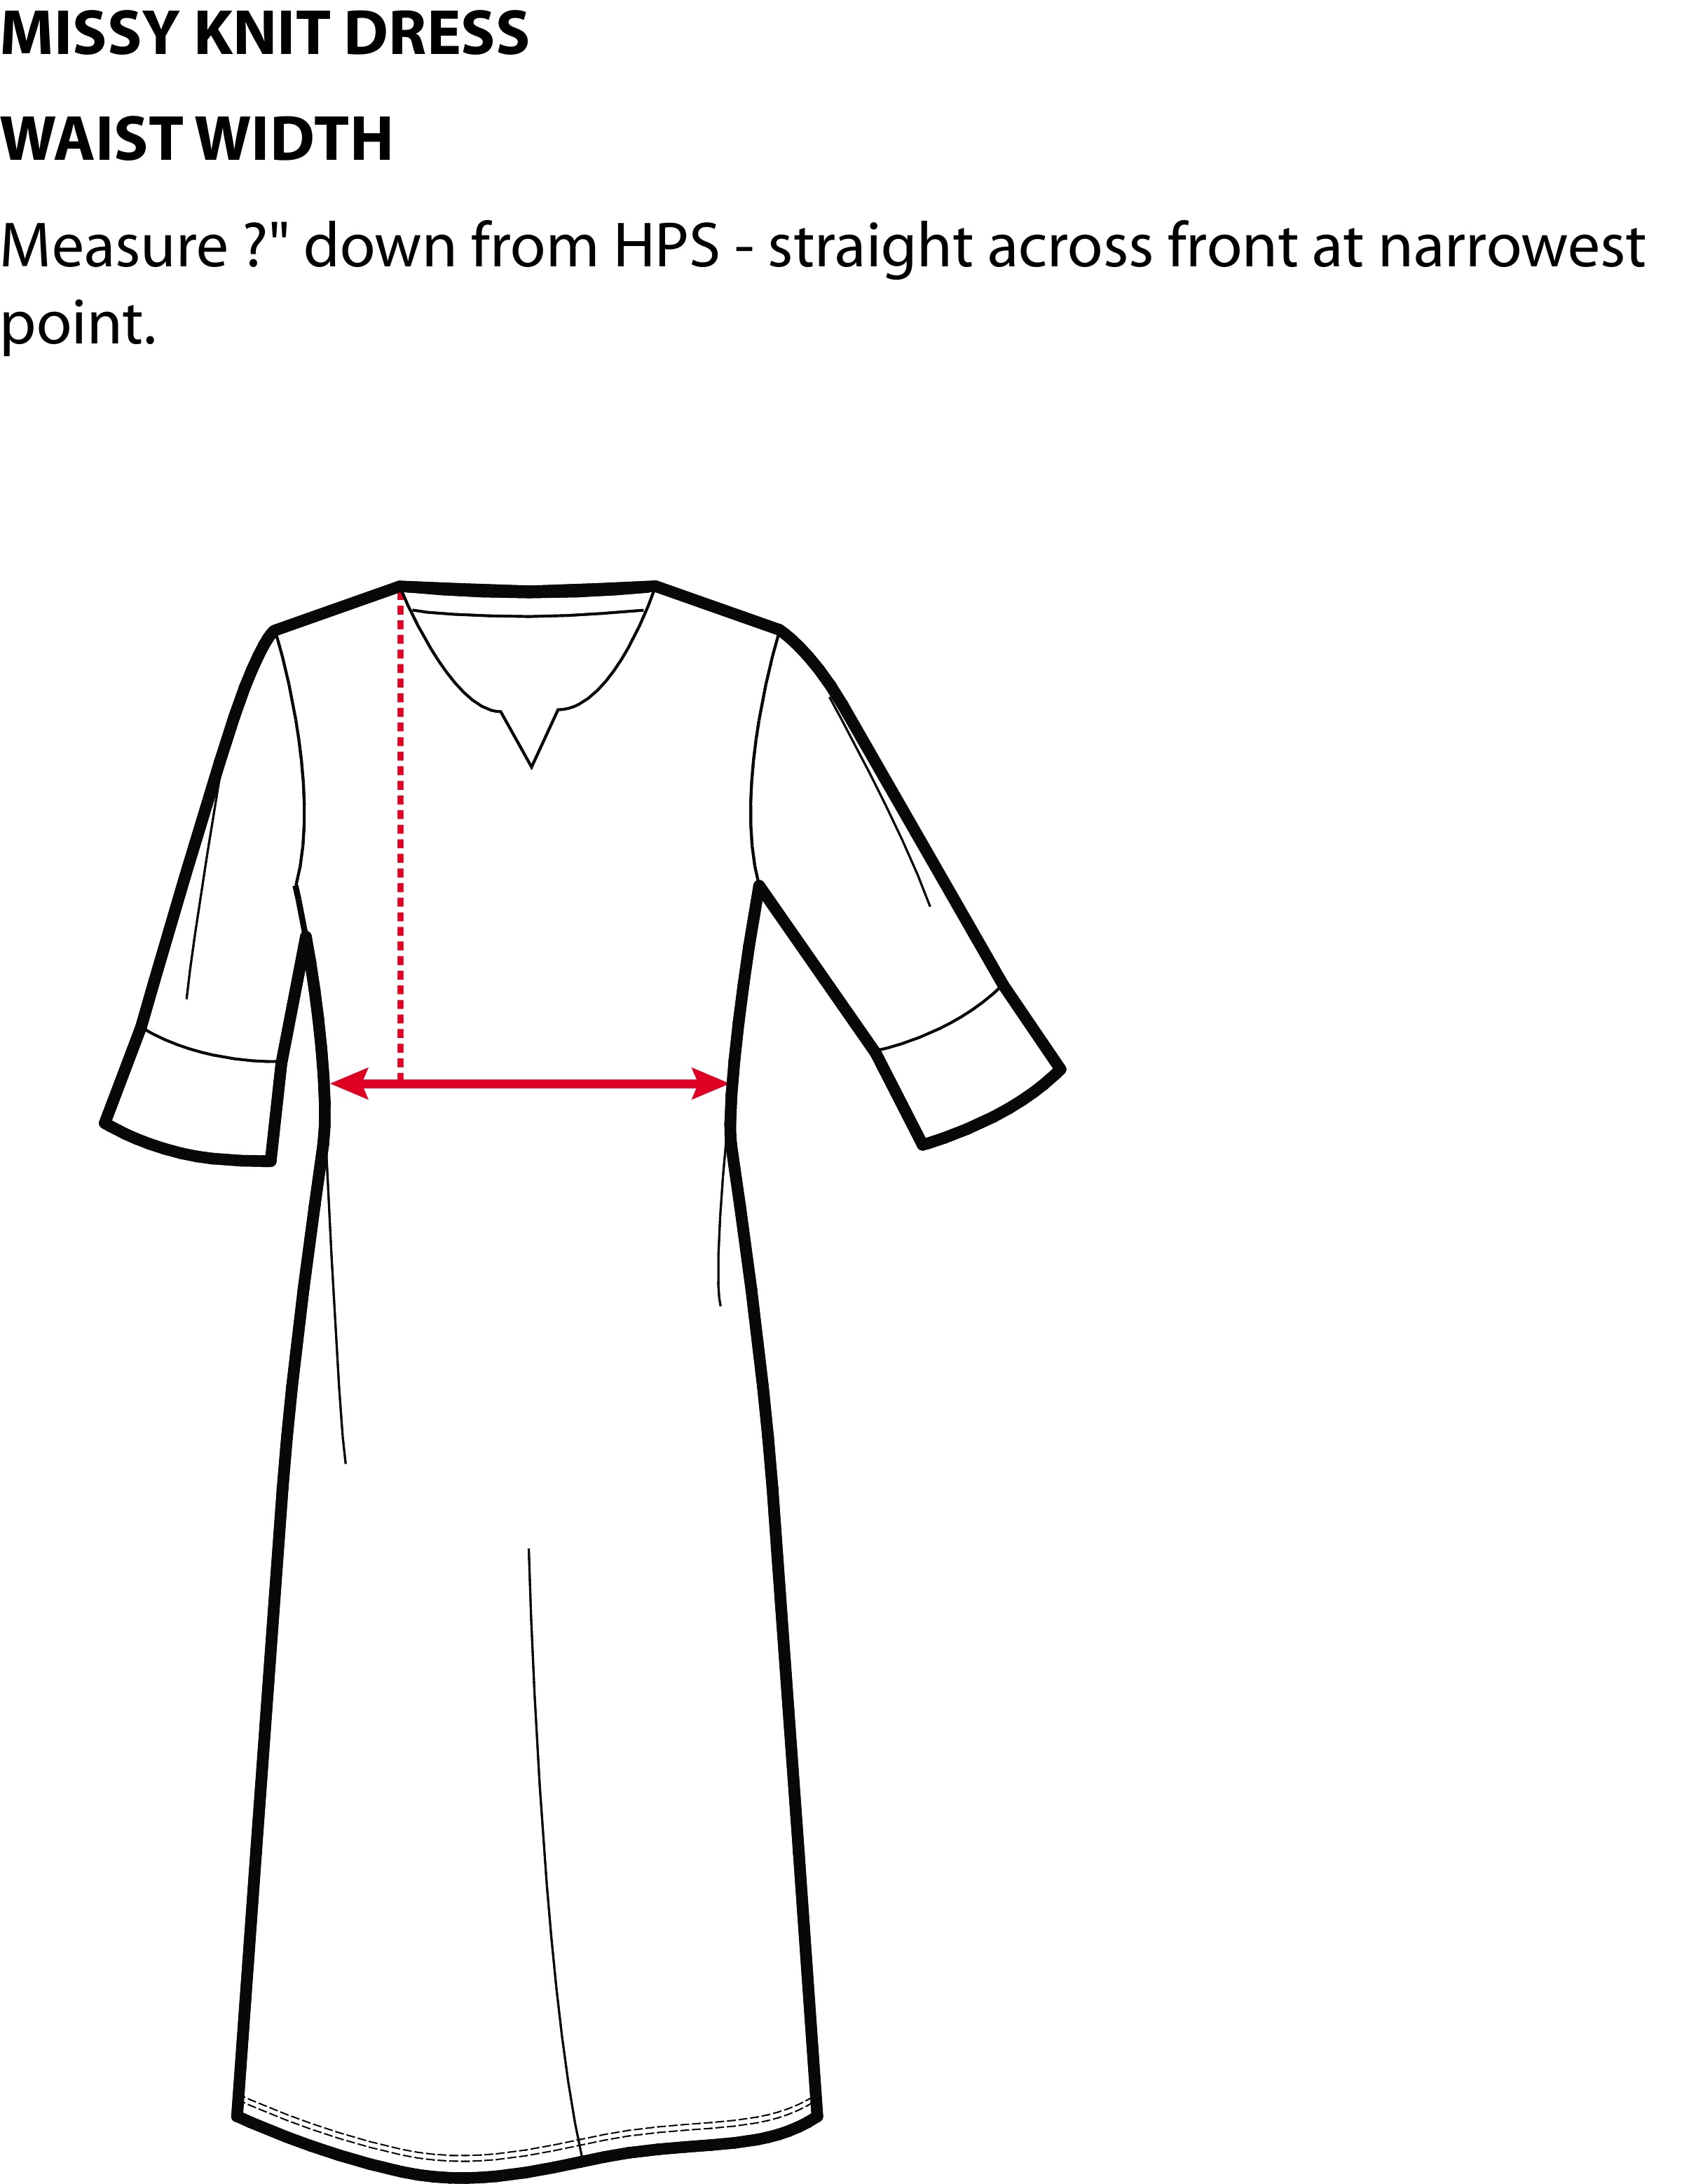 MISSY KNIT DRESS
WAIST WIDTH
Measure ?" down from HPS - straight across front at narrowest
point.